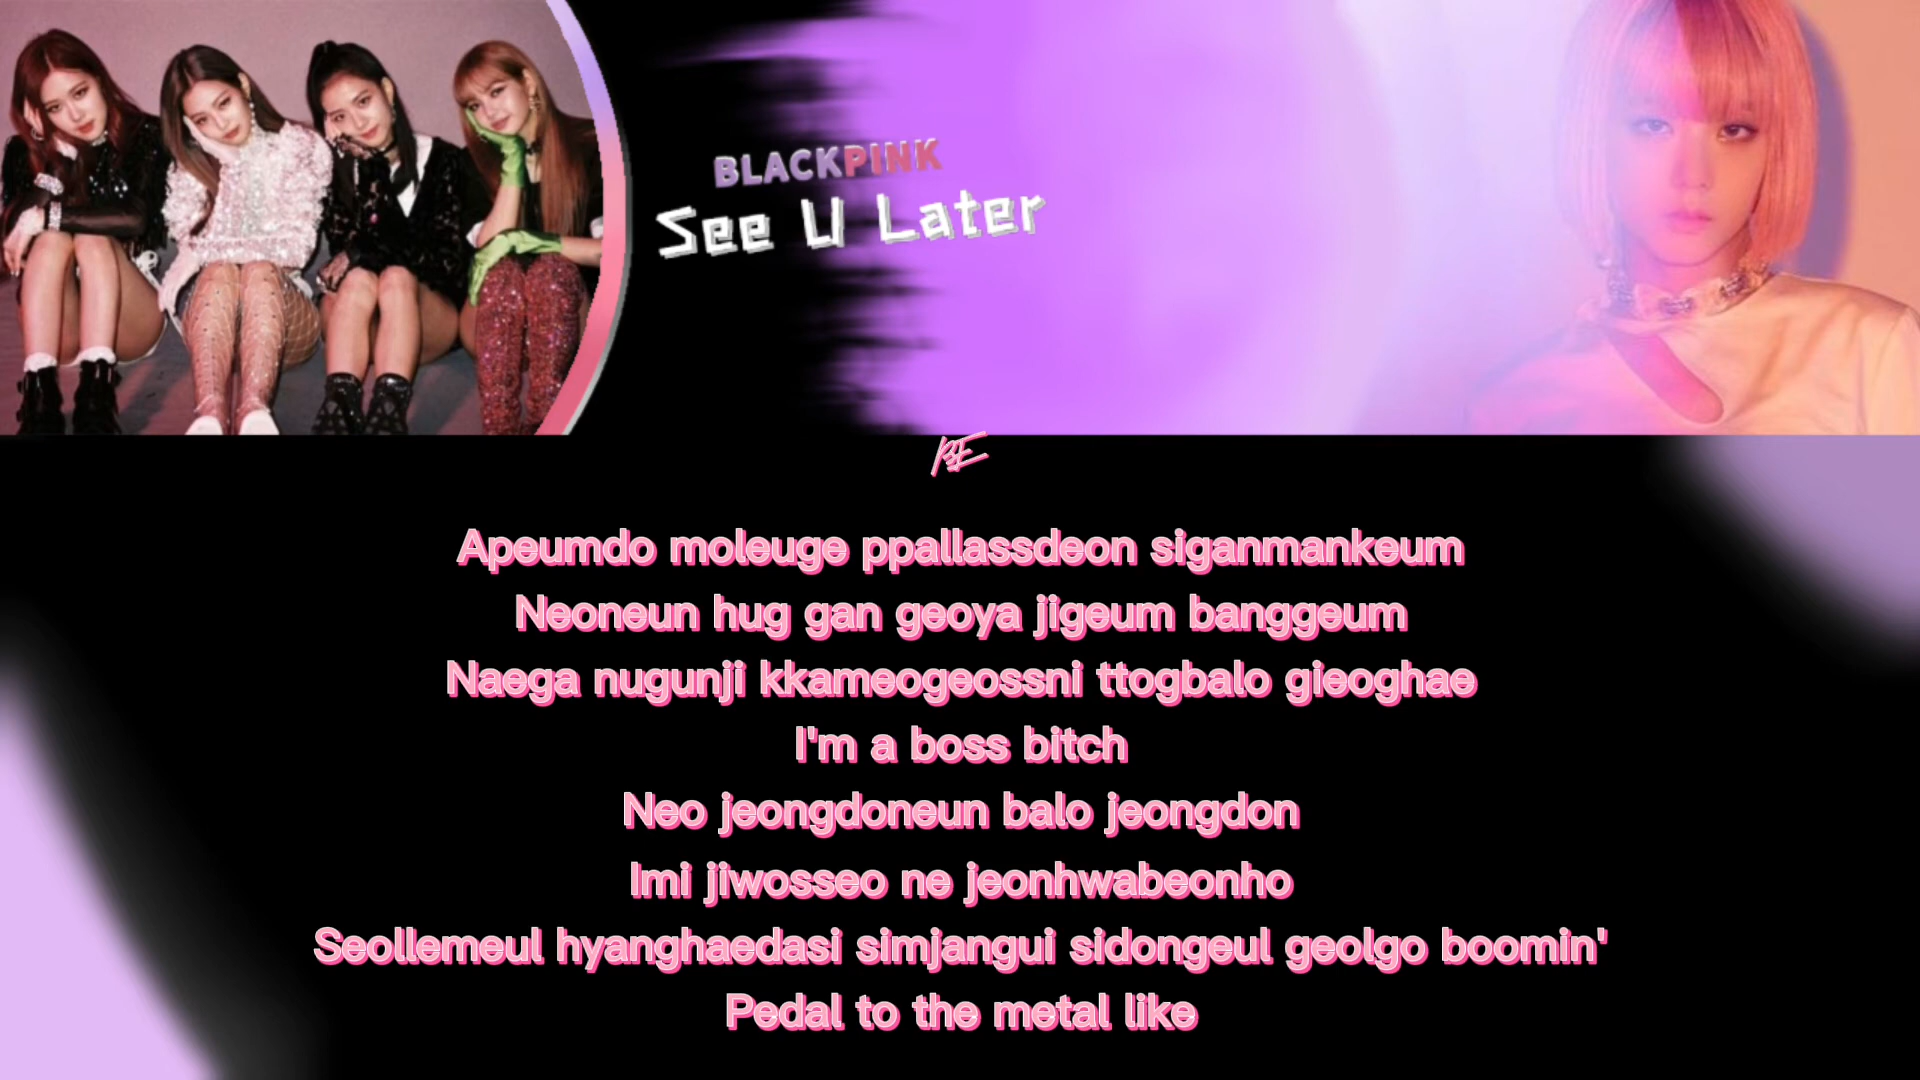 BLACKPINK
See U Later
Apeumdo moleuge ppallassdeon siganmankeum
Neoneun hug gan geoya jigeum banggeum
Naega nugunji kkameogeossni ttogbalo gieoghae
I'm a boss bitch
Neo jeongdoneun balo jeongdon
Imi jiwosseo ne jeonhwabeonho
Seollemeul hyanghaedasi simjangui sidongeul geolgo boomin'
Pedal to the metal like